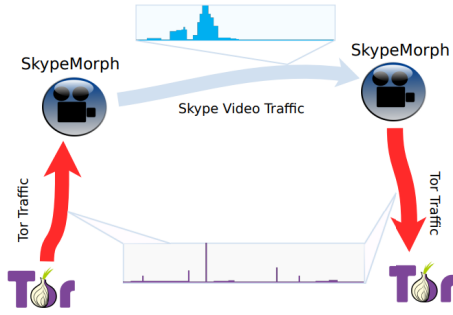 SkypeMorph
SkypeMorph
Skype Video Traffic
Tor Traffic
Tor Traffic
Tor
Tor